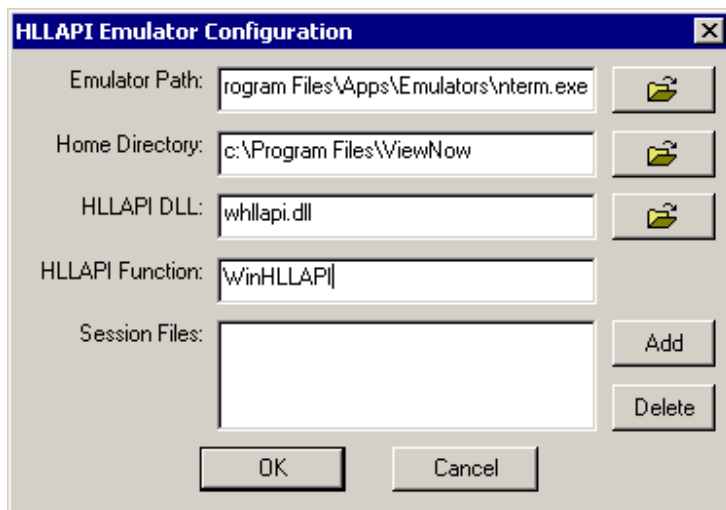 HLLAPI Emulator Configuration
Emulator Path: rogram Files\Apps\Emulators\nterm.exe
Home Directory: c:\Program Files\ViewNow
HLLAPI DLL: whllapi.dll
HLLAPI Function: WinHLLAPI
Session Files:
Add
Delete
OK Cancel